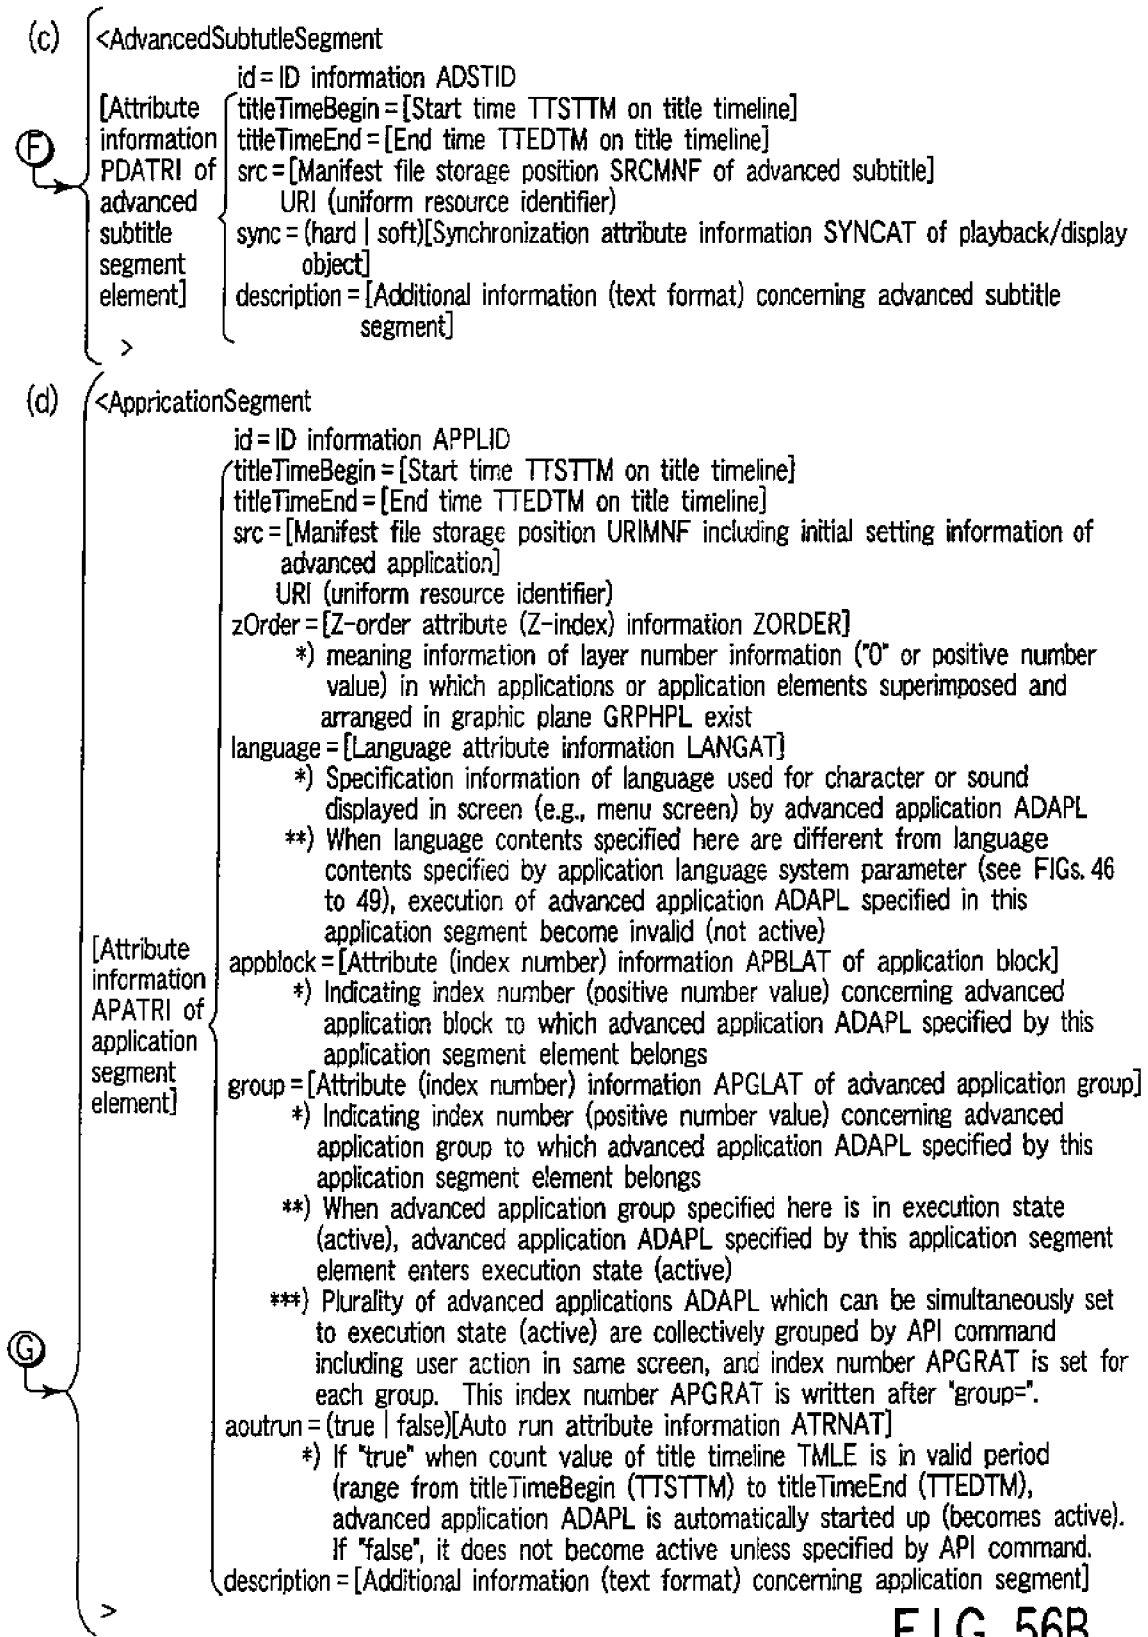 (c) <AdvancedSubtutleSegment
id = ID information ADSTID
[Attribute information PDATRI of advanced subtitle segment element]
titleTimeBegin = [Start time TTSTTM on title timeline]
titleTimeEnd = [End time TTEDTM on title timeline]
Ⓕ
src = [Manifest file storage position SRCMNF of advanced subtitle]
URI (uniform resource identifier)
sync = (hard | soft)[Synchronization attribute information SYNCAT of playback/display
object]
description = [Additional information (text format) concerning advanced subtitle
segment]
>
(d) <AppricationSegment
id = ID information APPLID
titleTimeBegin = [Start time TTSTTM on title timeline]
titleTimeEnd = [End time TTEDTM on title timeline]
src = [Manifest file storage position URIMNF including initial setting information of
advanced application]
URI (uniform resource identifier)
zOrder = [Z-order attribute (Z-index) information ZORDER]
*) meaning information of layer number information ("0" or positive number
value) in which applications or application elements superimposed and
arranged in graphic plane GRPHPL exist
language = [Language attribute information LANGAT]
*) Specification information of language used for character or sound
displayed in screen (e.g., menu screen) by advanced application ADAPL
**) When language contents specified here are different from language
contents specified by application language system parameter (see FIGs. 46
to 49), execution of advanced application ADAPL specified in this
application segment become invalid (not active)
[Attribute information APATRI of application segment element]
appblock = [Attribute (index number) information APBLAT of application block]
*) Indicating index number (positive number value) concerning advanced
application block to which advanced application ADAPL specified by this
application segment element belongs
group = [Attribute (index number) information APGLAT of advanced application group]
*) Indicating index number (positive number value) concerning advanced
application group to which advanced application ADAPL specified by this
application segment element belongs
**) When advanced application group specified here is in execution state
(active), advanced application ADAPL specified by this application segment
element enters execution state (active)
***) Plurality of advanced applications ADAPL which can be simultaneously set
to execution state (active) are collectively grouped by API command
Ⓖ
including user action in same screen, and index number APGRAT is set for
each group. This index number APGRAT is written after "group=".
aoutrun = (true | false)[Auto run attribute information ATRNAT]
*) If "true" when count value of title timeline TMLE is in valid period
(range from titleTimeBegin (TTSTTM) to titleTimeEnd (TTEDTM),
advanced application ADAPL is automatically started up (becomes active).
If "false", it does not become active unless specified by API command.
description = [Additional information (text format) concerning application segment]
>
FIG. 56B